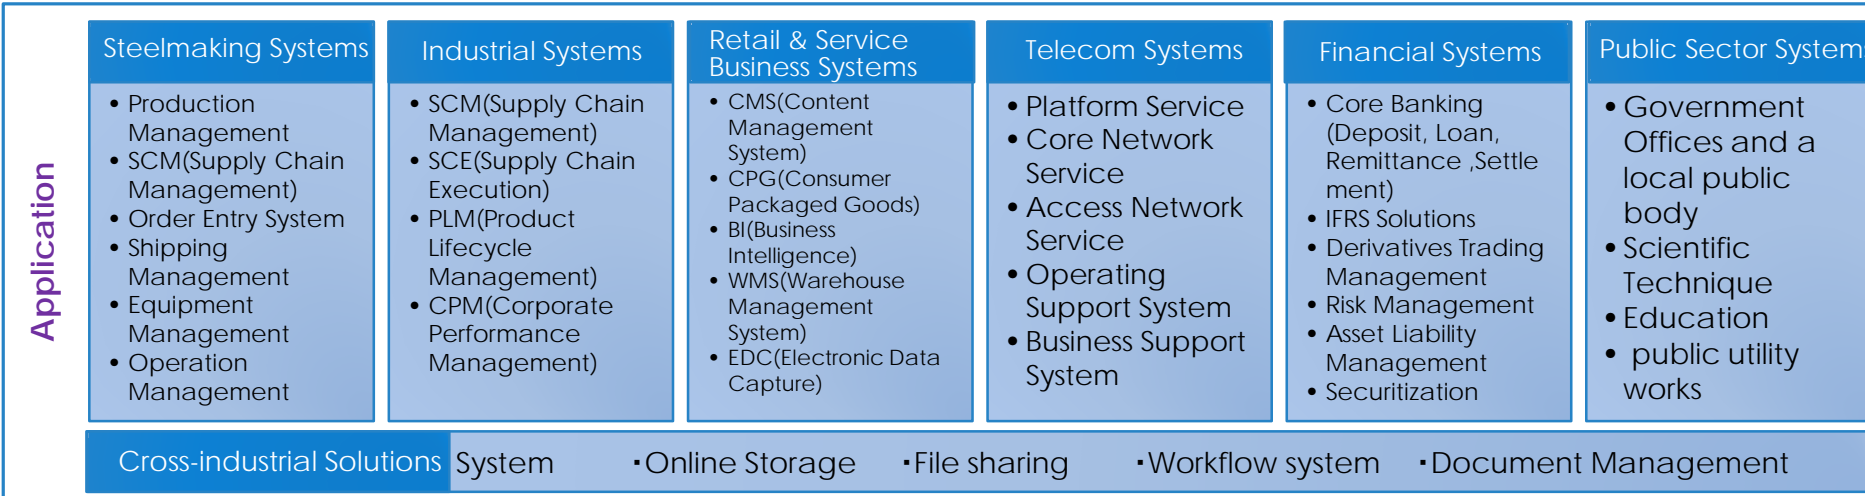 Application
Steelmaking Systems
• Production
Management
• SCM(Supply Chain
Management)
• Order Entry System
• Shipping
Management
• Equipment
Management
• Operation
Management
Industrial Systems
• SCM(Supply Chain
Management)
• SCE(Supply Chain
Execution)
• PLM(Product
Lifecycle
Management)
• CPM(Corporate
Performance
Management)
Retail & Service
Business Systems
• CMS(Content
Management
System)
• CPG(Consumer
Packaged Goods)
• BI(Business
Intelligence)
• WMS(Warehouse
Management
System)
• EDC(Electronic Data
Capture)
Telecom Systems
• Platform Service
• Core Network
Service
• Access Network
Service
• Operating
Support System
• Business Support
System
Financial Systems
• Core Banking
(Deposit, Loan,
Remittance ,Settle
ment)
• IFRS Solutions
• Derivatives Trading
Management
• Risk Management
• Asset Liability
Management
• Securitization
Public Sector Systems
• Government
Offices and a
local public
body
• Scientific
Technique
• Education
• public utility
works
Cross-industrial Solutions System ・Online Storage ・File sharing ・Workflow system ・Document Management